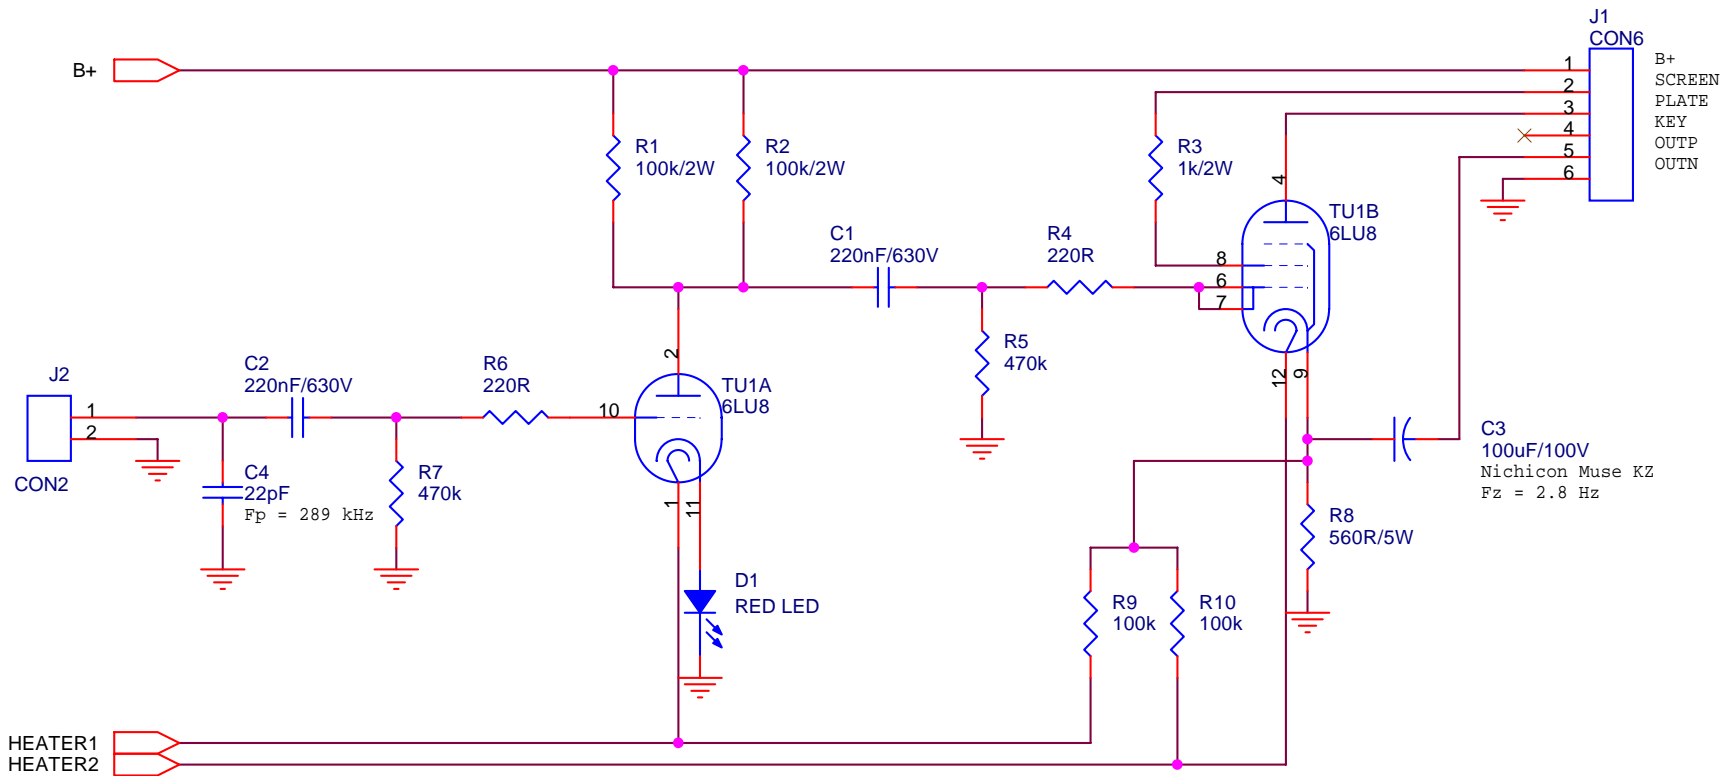 J1
CON6
B+
1
B+
2
SCREEN
3
PLATE
4
KEY
5
OUTP
6
OUTN
R1
100k/2W
R2
100k/2W
R3
1k/2W
4
TU1B
6LU8
C1
220nF/630V
R4
220R
8
6
7
R5
470k
2
12
9
J2
C2
220nF/630V
R6
220R
TU1A
6LU8
1
2
10
CON2
C4
22pF
Fp = 289 kHz
R7
470k
1
11
C3
100uF/100V
Nichicon Muse KZ
Fz = 2.8 Hz
R8
560R/5W
D1
RED LED
R9
100k
R10
100k
HEATER1
HEATER2